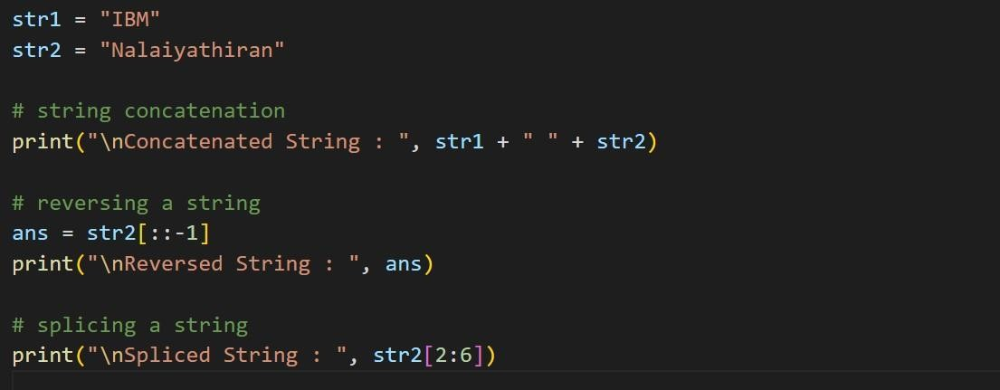 str1 = "IBM"
str2 = "Nalaiyathiran"
# string concatenation
print("\nConcatenated String : ", str1 + " " + str2)
# reversing a string
ans = str2[::-1]
print("\nReversed String : ", ans)
# splicing a string
print("\nSpliced String : ", str2[2:6])